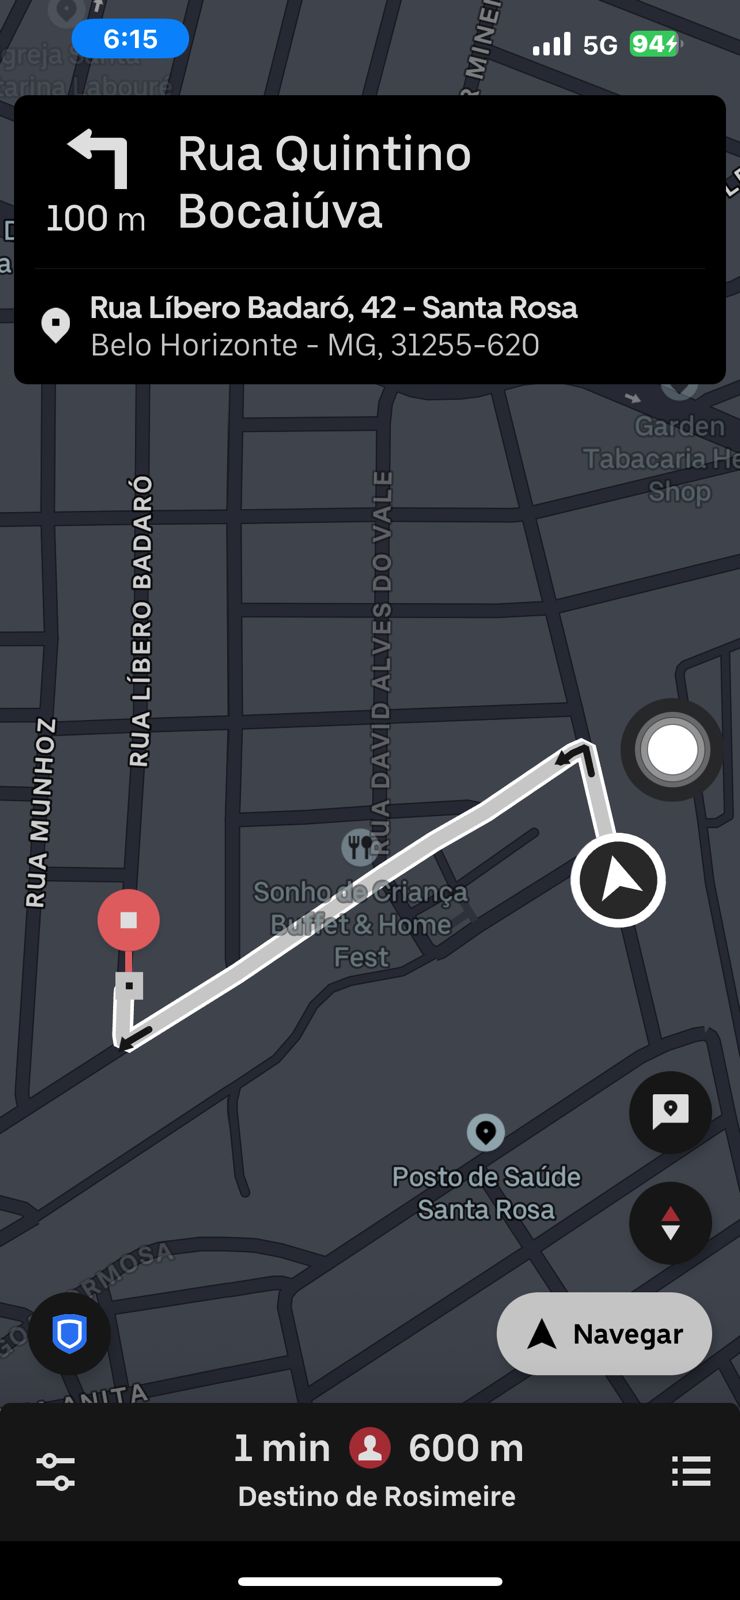 6:15
5G
94
Igreja Santa
Catarina Labouré
R MINE
100 m
Rua Quintino
Bocaiúva
Rua Líbero Badaró, 42 - Santa Rosa
Belo Horizonte - MG, 31255-620
Garden
Tabacaria He
Shop
RUA LÍBERO BADARÓ
RUA DAVID ALVES DO VALE
RUA MUNHOZ
Sonho de Criança
Buffet & Home
Fest
Posto de Saúde
Santa Rosa
ORMOSA
ANITA
Navegar
1 min 600 m
Destino de Rosimeire